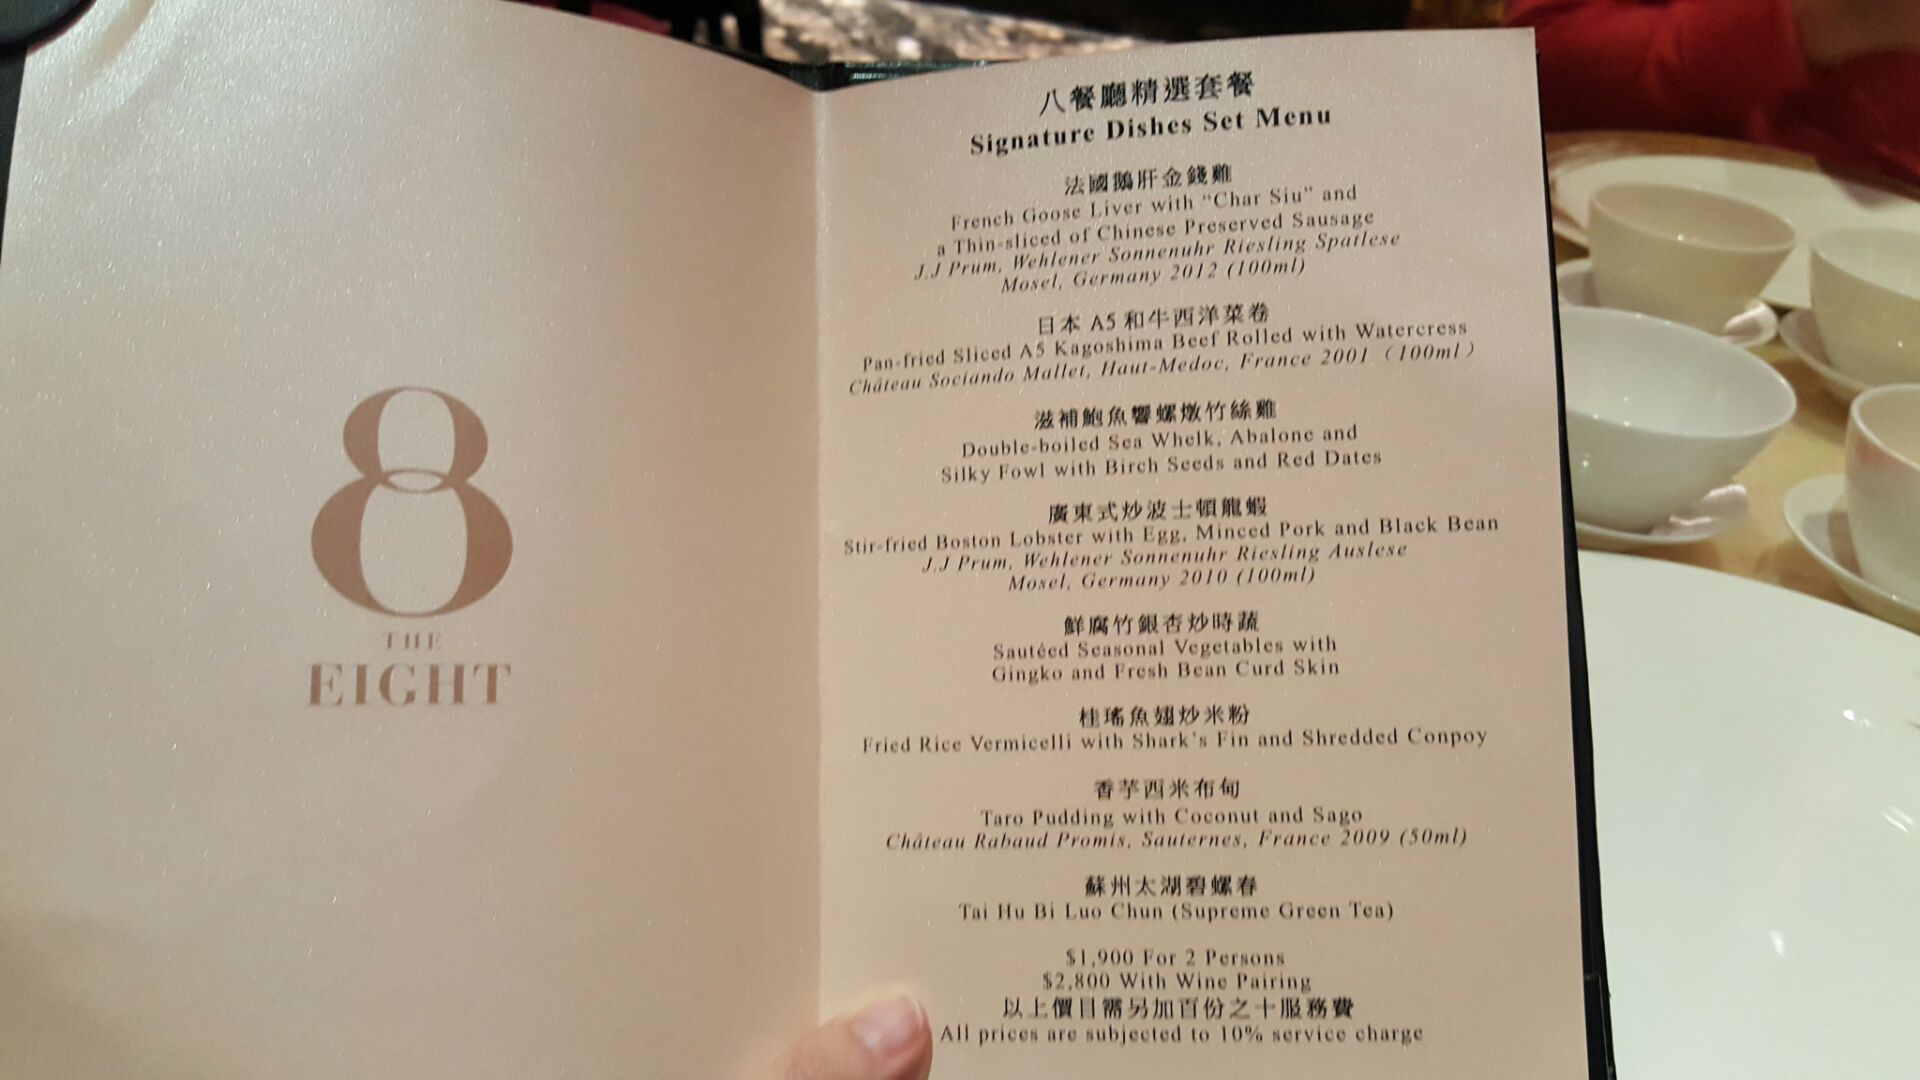 8
THE
EIGHT
八餐廳精選套餐
Signature Dishes Set Menu
法國鵝肝金錢雞
French Goose Liver with "Char Siu" and
a Thin-sliced of Chinese Preserved Sausage
J.J Prum, Wehlener Sonnenuhr Riesling Spatlese
Mosel, Germany 2012 (100ml)
日本 A5 和牛西洋菜卷
Pan-fried Sliced A5 Kagoshima Beef Rolled with Watercress
Château Sociando Mallet, Haut-Medoc, France 2001（100ml）
滋補鮑魚響螺燉竹絲雞
Double-boiled Sea Whelk, Abalone and
Silky Fowl with Birch Seeds and Red Dates
廣東式炒波士頓龍蝦
Stir-fried Boston Lobster with Egg, Minced Pork and Black Bean
J.J Prum, Wehlener Sonnenuhr Riesling Auslese
Mosel, Germany 2010 (100ml)
鮮腐竹銀杏炒時蔬
Sautéed Seasonal Vegetables with
Gingko and Fresh Bean Curd Skin
桂瑤魚翅炒米粉
Fried Rice Vermicelli with Shark's Fin and Shredded Conpoy
香芋西米布甸
Taro Pudding with Coconut and Sago
Château Rabaud Promis, Sauternes, France 2009 (50ml)
蘇州太湖碧螺春
Tai Hu Bi Luo Chun (Supreme Green Tea)
$1,900 For 2 Persons
$2,800 With Wine Pairing
以上價目需另加百份之十服務費
All prices are subjected to 10% service charge